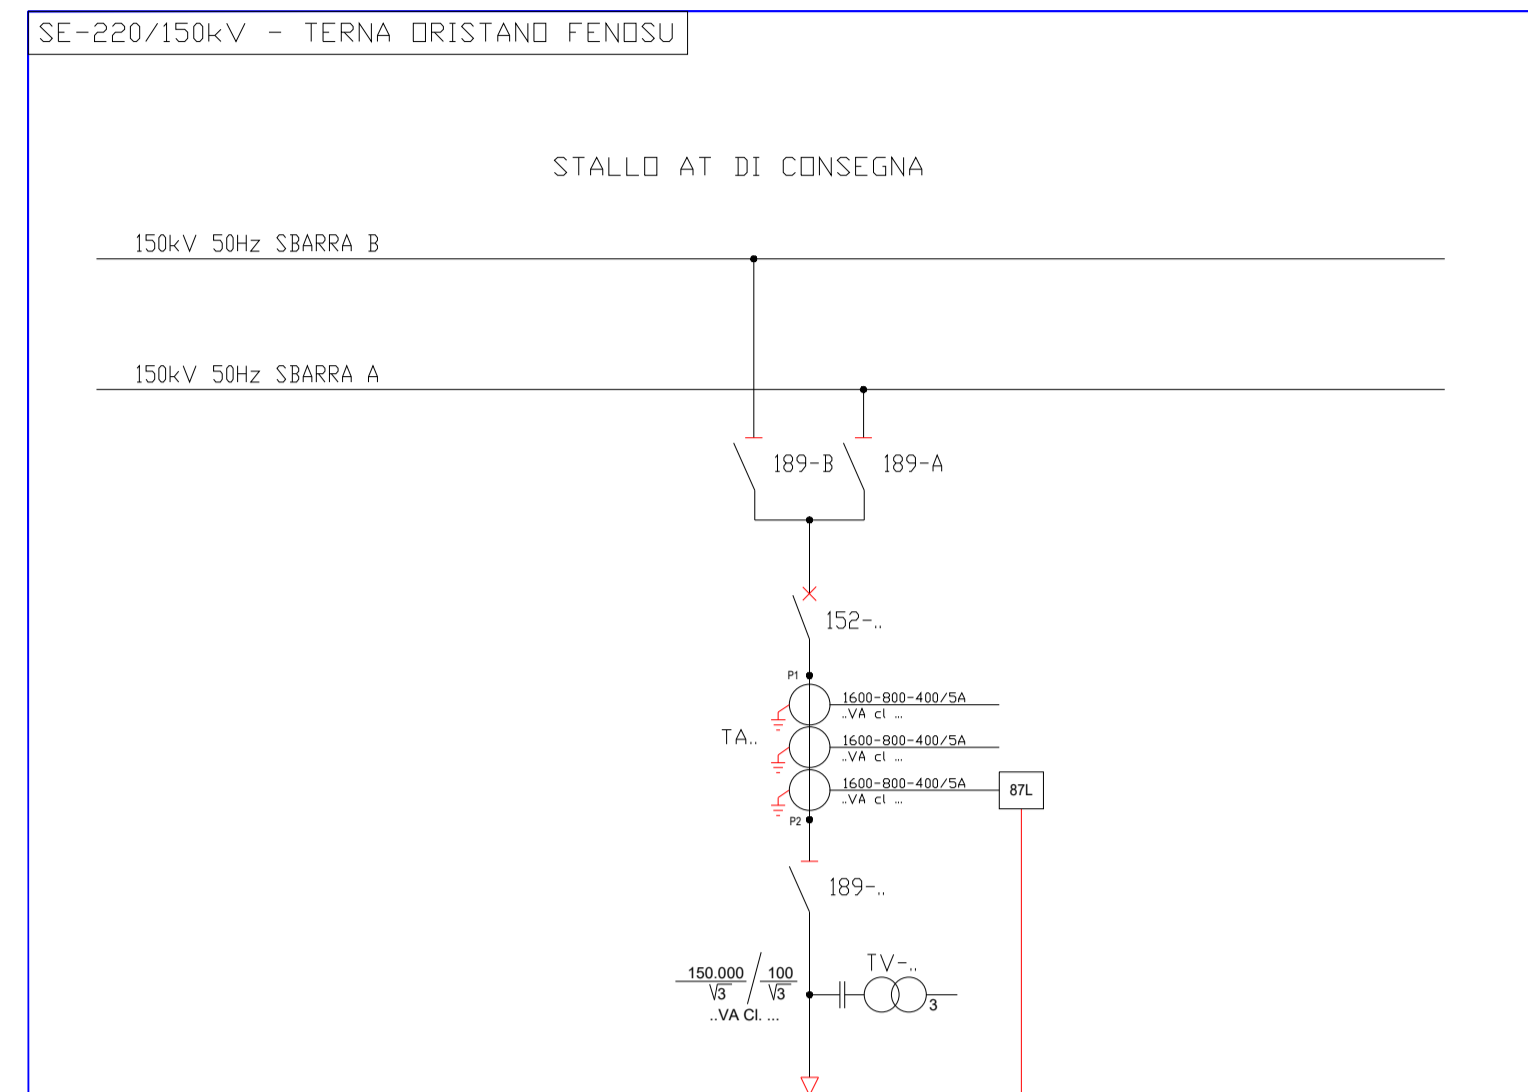 SE-220/150kV - TERNA ORISTANO FENOSU
STALLO AT DI CONSEGNA
150kV 50Hz SBARRA B
150kV 50Hz SBARRA A
189-B
189-A
152-..
P1
1600-800-400/5A
..VA cl ...
TA..
1600-800-400/5A
..VA cl ...
1600-800-400/5A
..VA cl ...
87L
P2
189-..
TV-..
150.000 / 100
√3 √3
3
..VA Cl. ...